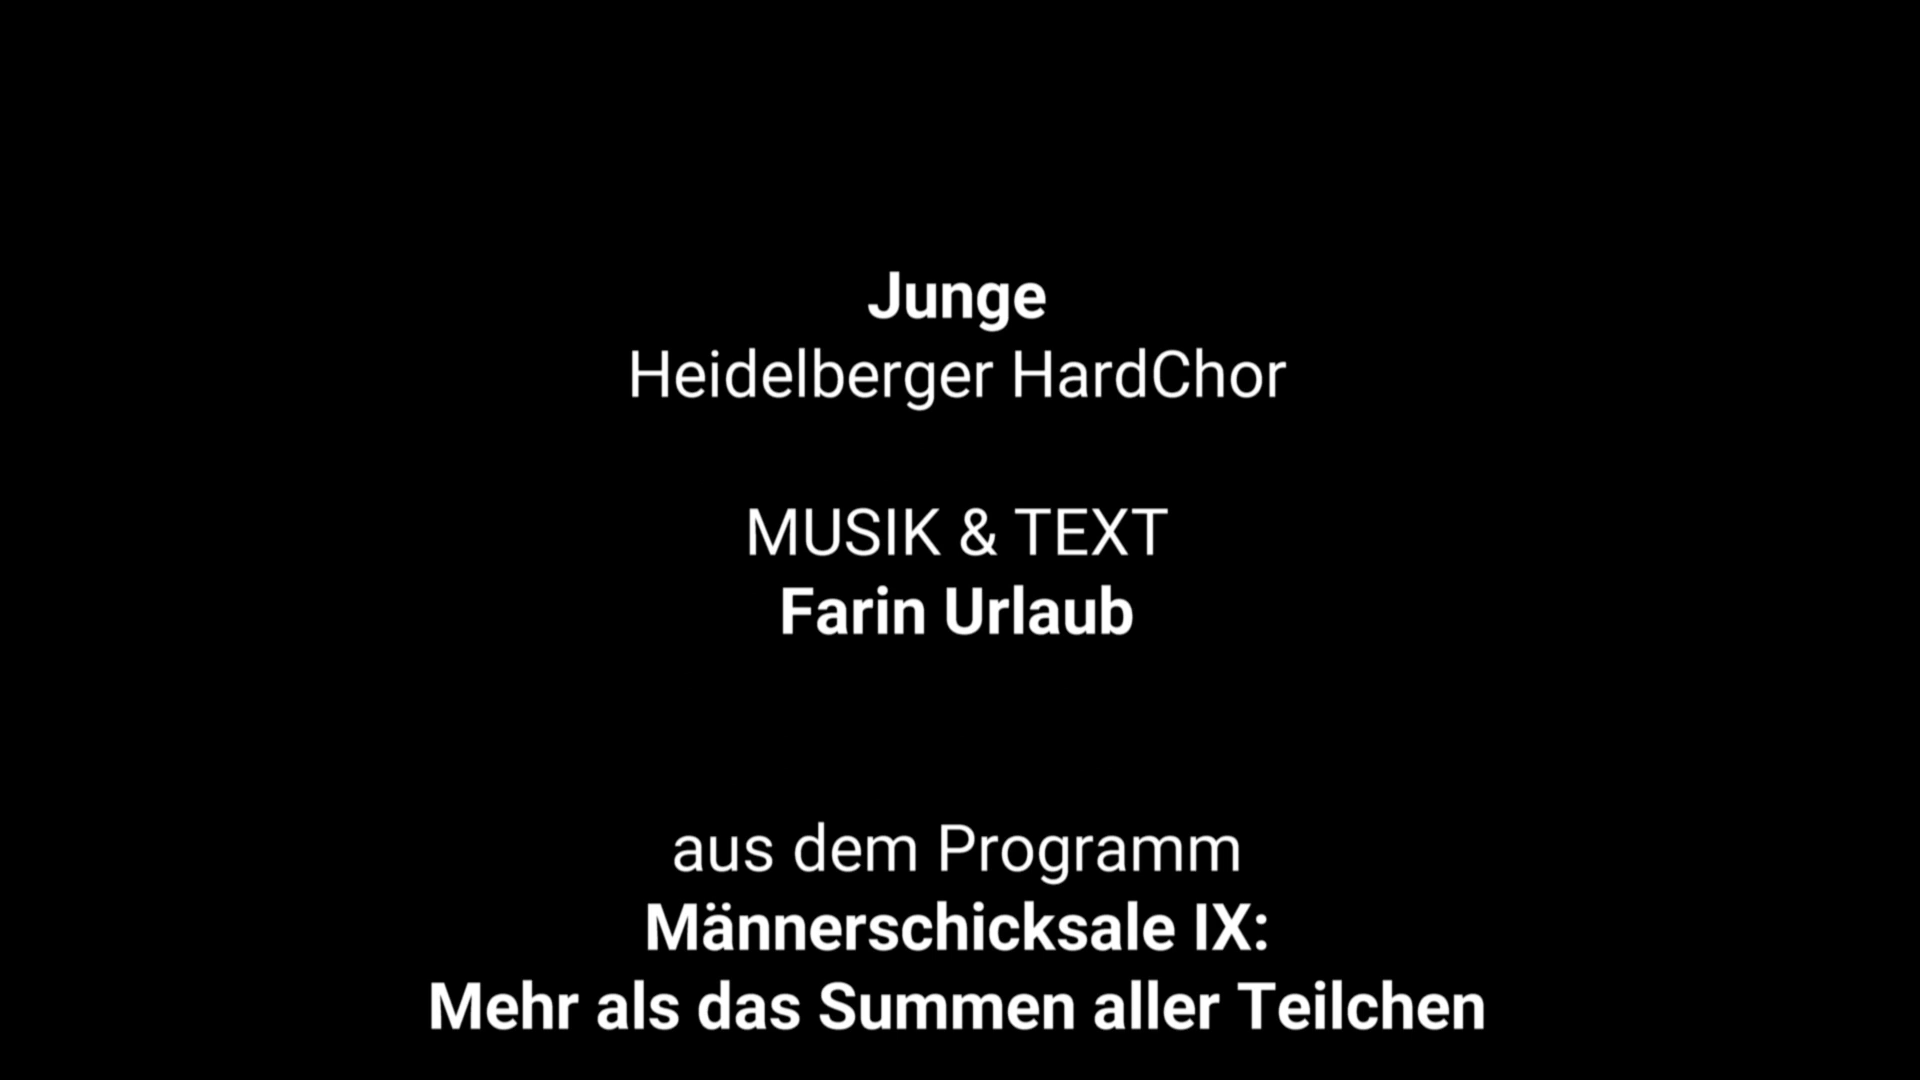 Junge
Heidelberger HardChor
MUSIK & TEXT
Farin Urlaub
aus dem Programm
Männerschicksale IX:
Mehr als das Summen aller Teilchen